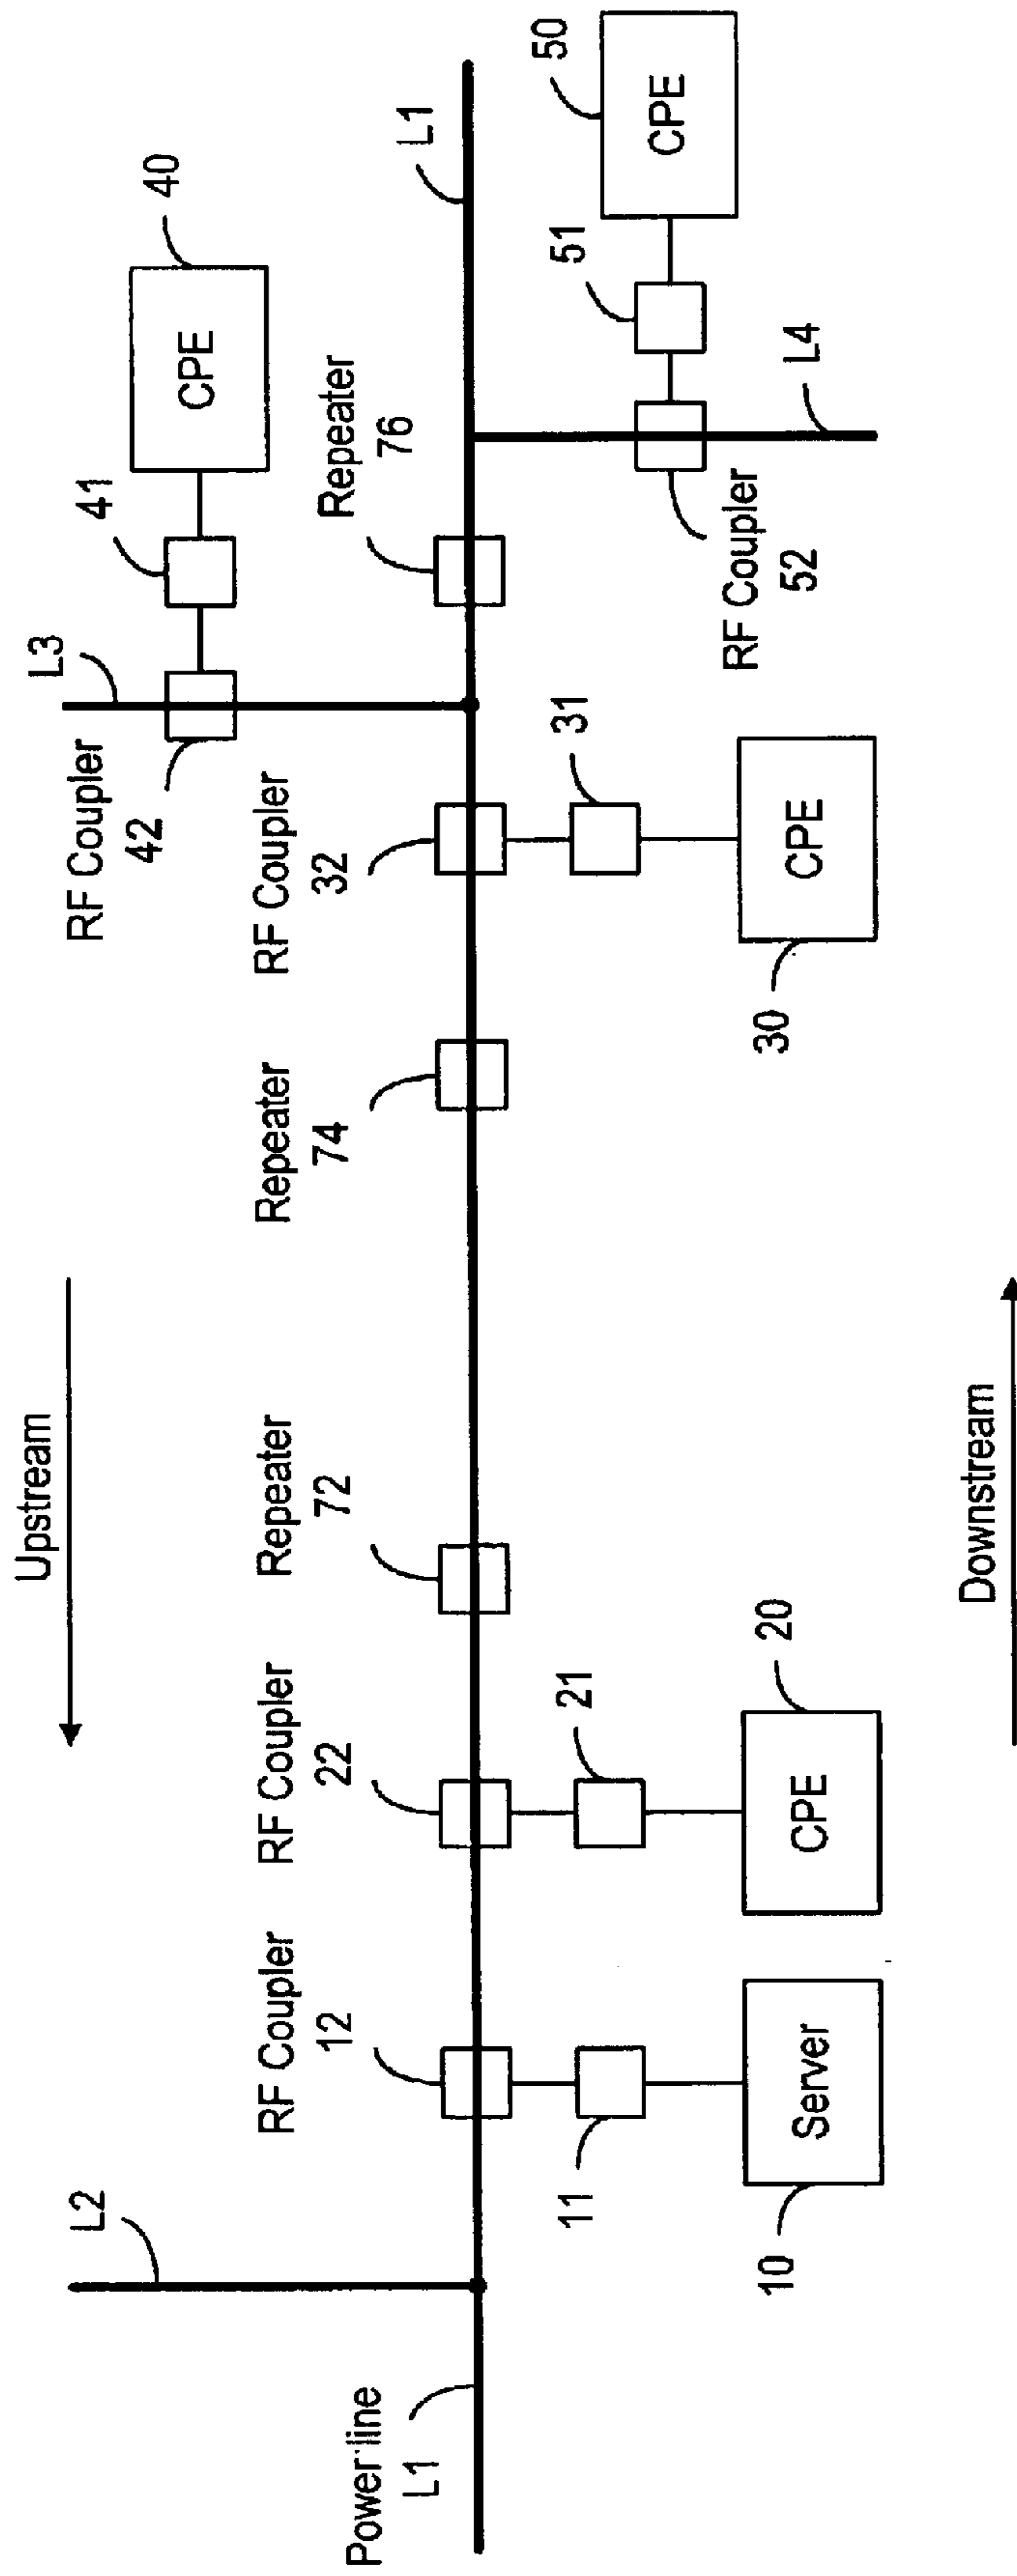 Upstream
L2
L3
RF Coupler
42
41
40
CPE
Power line
L1
RF Coupler
12
RF Coupler
22
Repeater
72
Repeater
74
RF Coupler
32
Repeater
76
L1
11
21
31
51
50
CPE
10
Server
20
CPE
30
CPE
RF Coupler
52
L4
Downstream